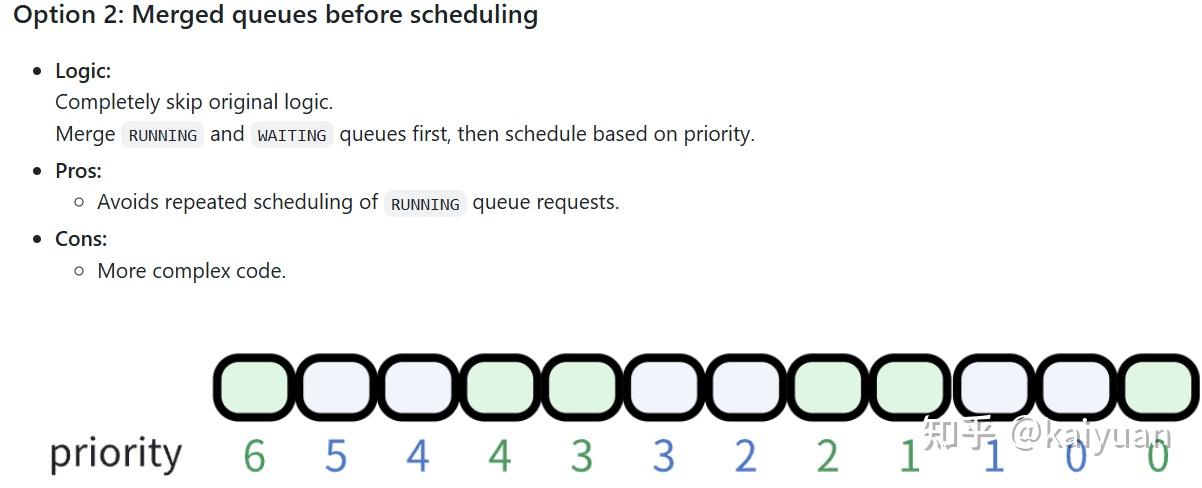 Option 2: Merged queues before scheduling
Logic:
Completely skip original logic.
Merge RUNNING and WAITING queues first, then schedule based on priority.
Pros:
Avoids repeated scheduling of RUNNING queue requests.
Cons:
More complex code.
priority 6 5 4 4 3 3 2 2 1 1 0 0
知乎 @kaiyuan